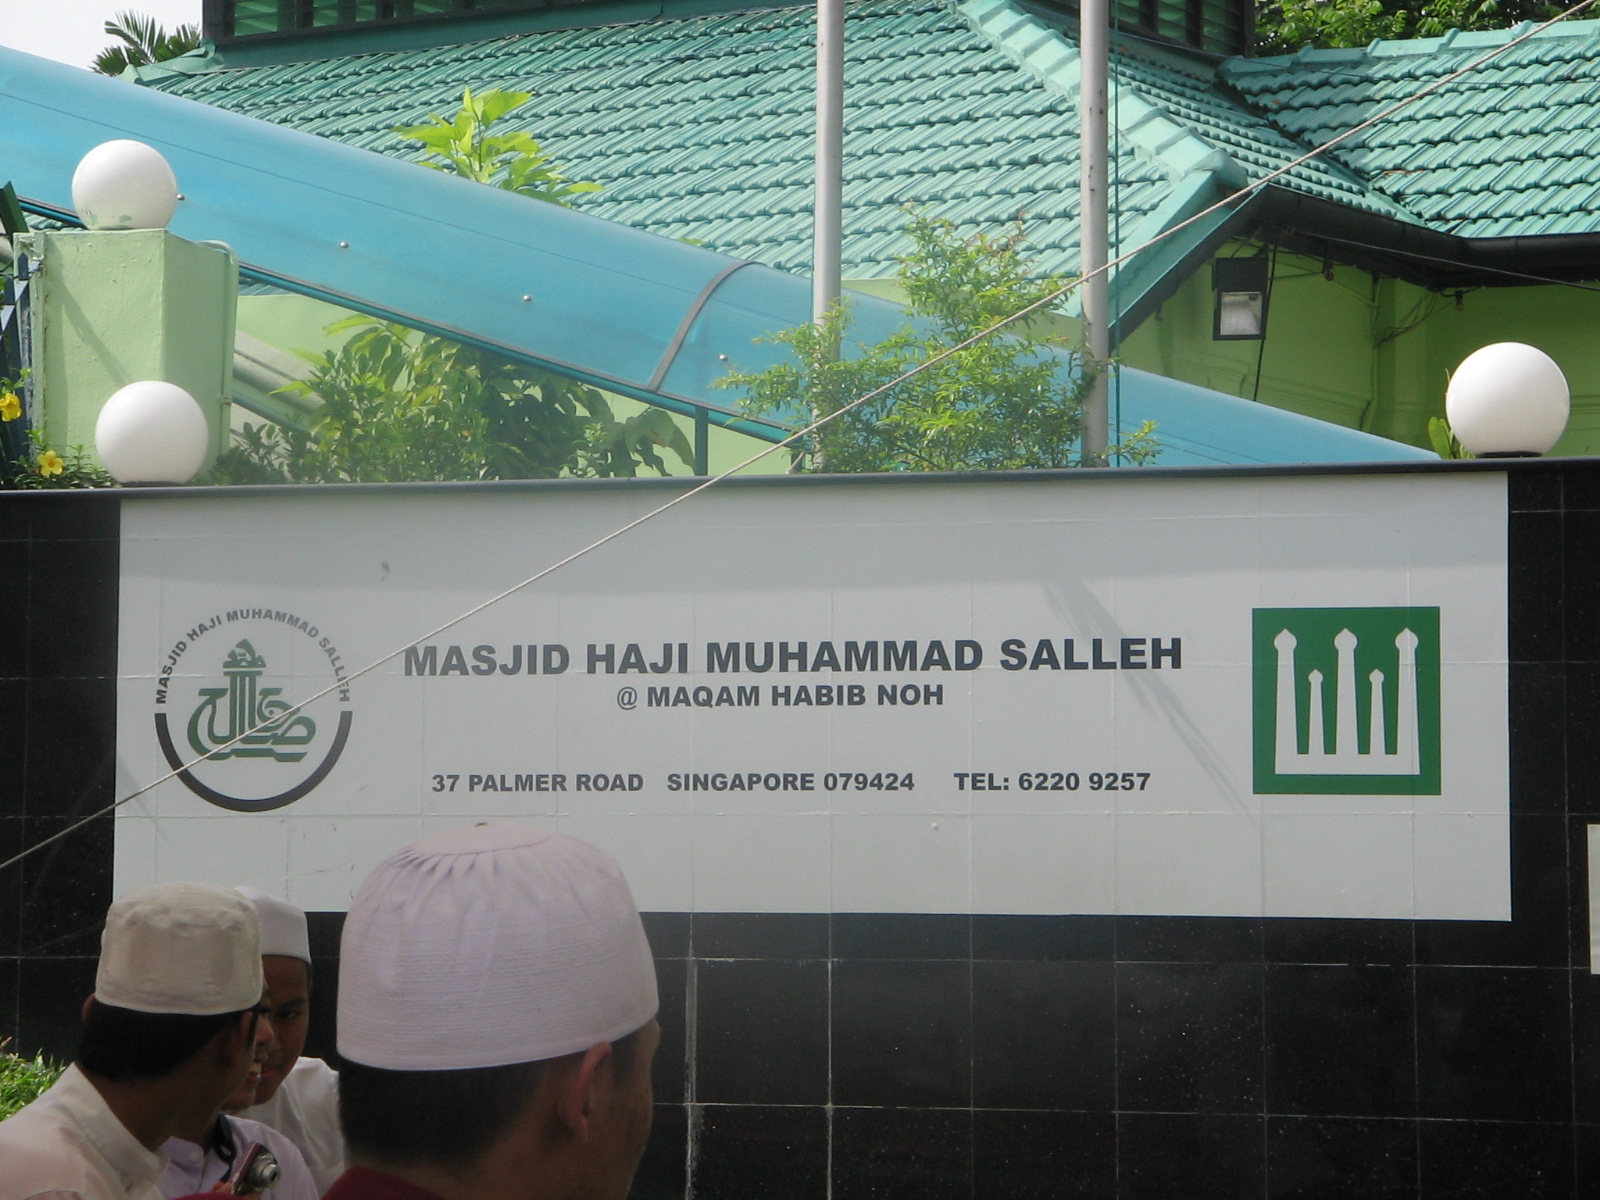 MASJID HAJI MUHAMMAD SALLEH
صالح
MASJID HAJI MUHAMMAD SALLEH
@ MAQAM HABIB NOH
37 PALMER ROAD SINGAPORE 079424 TEL: 6220 9257